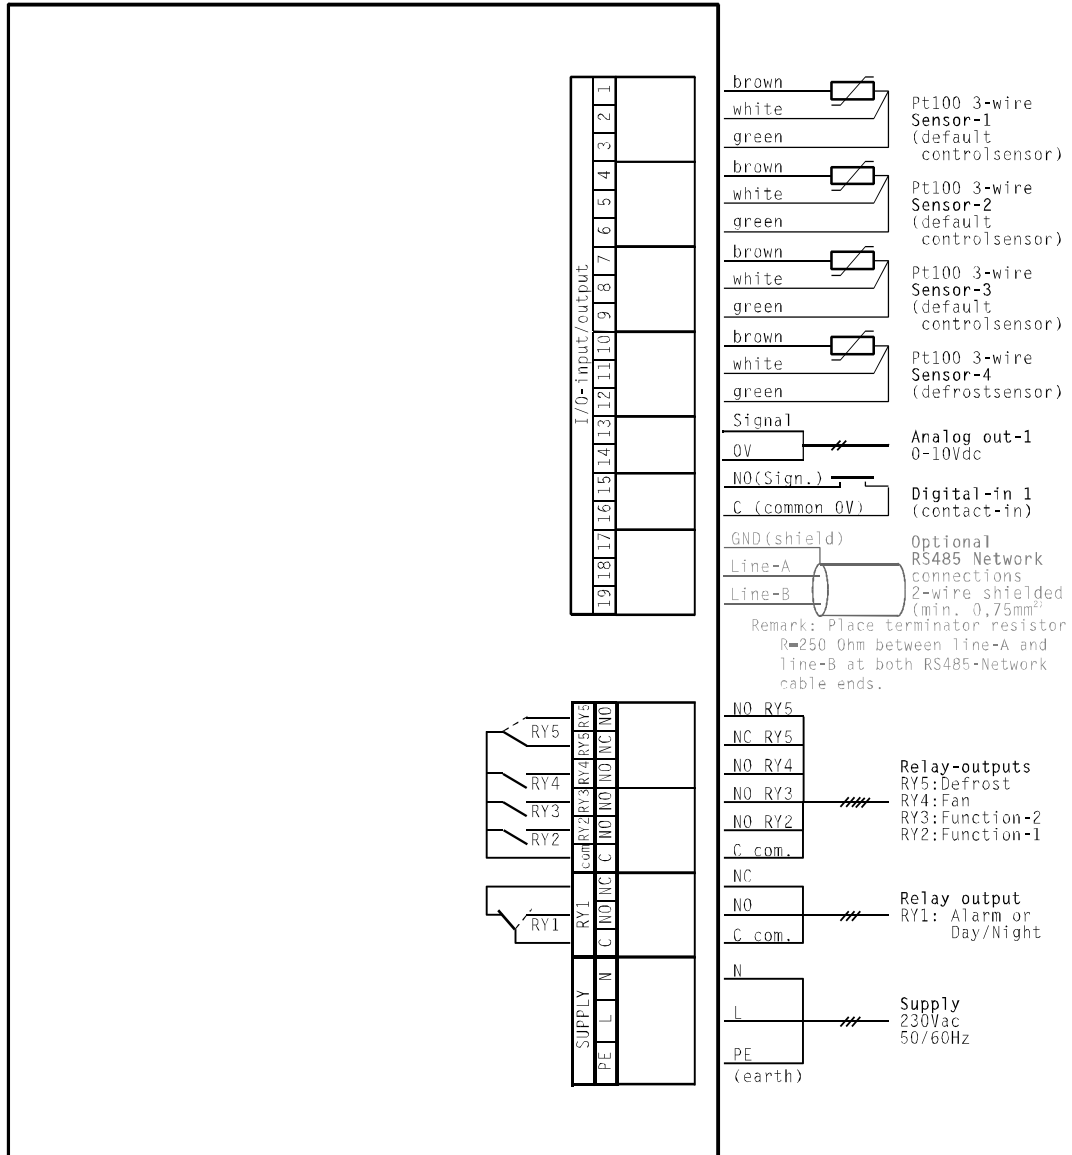 I/O-input/output
1
2
3
4
5
6
7
8
9
10
11
12
13
14
15
16
17
18
19
brown
white
green
Pt100 3-wire
Sensor-1
(default
controlsensor)
brown
white
green
Pt100 3-wire
Sensor-2
(default
controlsensor)
brown
white
green
Pt100 3-wire
Sensor-3
(default
controlsensor)
brown
white
green
Pt100 3-wire
Sensor-4
(defrostsensor)
Signal
0V
Analog out-1
0-10Vdc
NO(Sign.)
C (common 0V)
Digital-in 1
(contact-in)
GND(shield)
Line-A
Line-B
Optional
RS485 Network
connections
2-wire shielded
(min. 0,75mm²)
Remark: Place terminator resistor
R=250 Ohm between line-A and
line-B at both RS485-Network
cable ends.
RY5
RY4
RY3
RY2
RY5 NO
RY5 NC
RY4 NO
RY3 NO
RY2 NO
com C
NO RY5
NC RY5
NO RY4
NO RY3
NO RY2
C com.
Relay-outputs
RY5:Defrost
RY4:Fan
RY3:Function-2
RY2:Function-1
RY1
RY1
NC
NO
C
NC
NO
C com.
Relay output
RY1: Alarm or
Day/Night
SUPPLY
N
L
PE
N
L
PE
(earth)
Supply
230Vac
50/60Hz